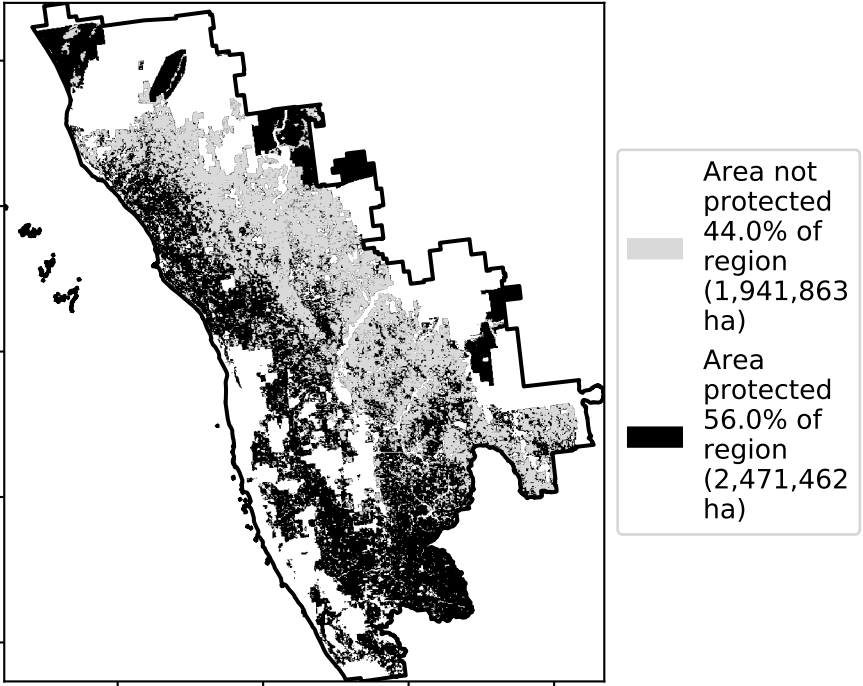 Area not
protected
44.0% of
region
(1,941,863
ha)
Area
protected
56.0% of
region
(2,471,462
ha)